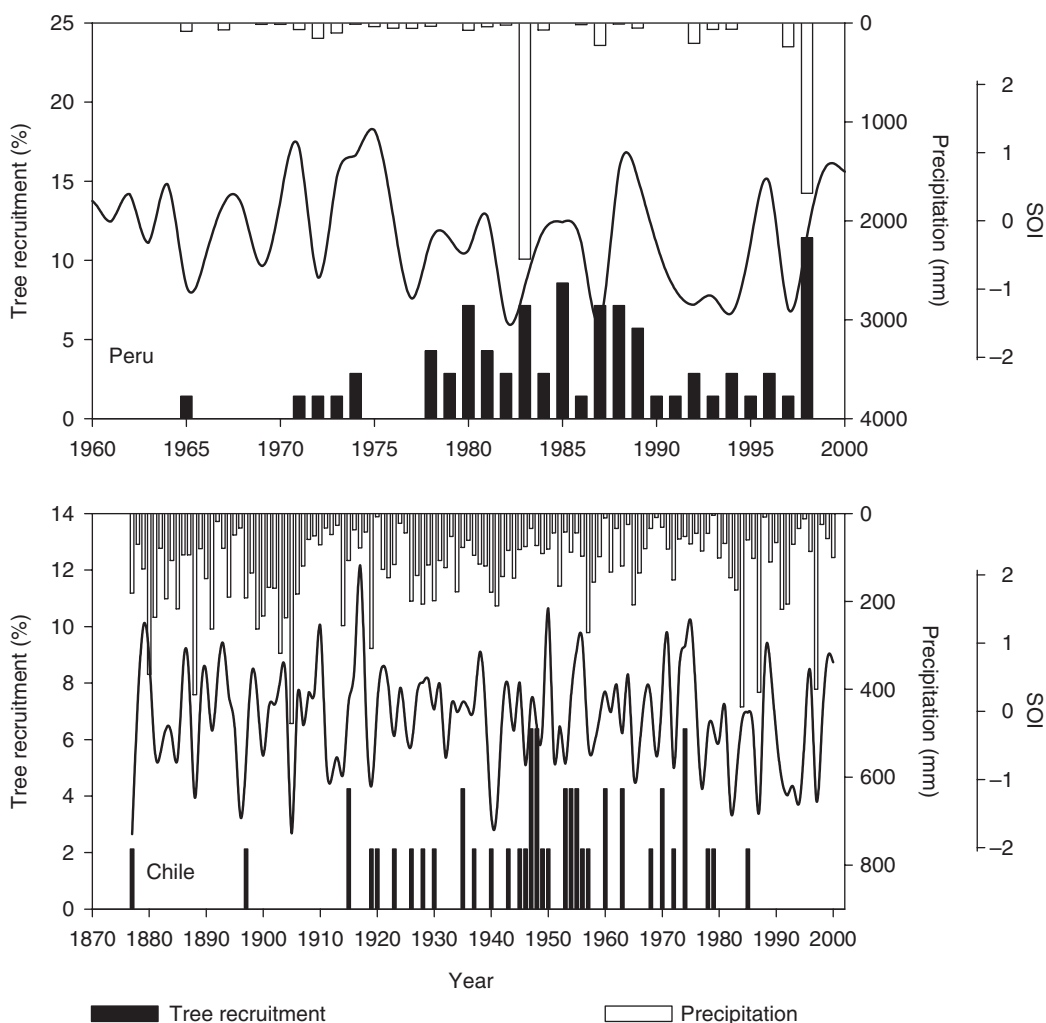 25
20
15
10
5
0
Tree recruitment (%)
Peru
0
1000
2000
3000
4000
Precipitation (mm)
2
1
0
−1
−2
SOI
1960 1965 1970 1975 1980 1985 1990 1995 2000
14
12
10
8
6
4
2
0
Tree recruitment (%)
Chile
0
200
400
600
800
Precipitation (mm)
2
1
0
−1
−2
SOI
1870 1880 1890 1900 1910 1920 1930 1940 1950 1960 1970 1980 1990 2000
Year
Tree recruitment
Precipitation